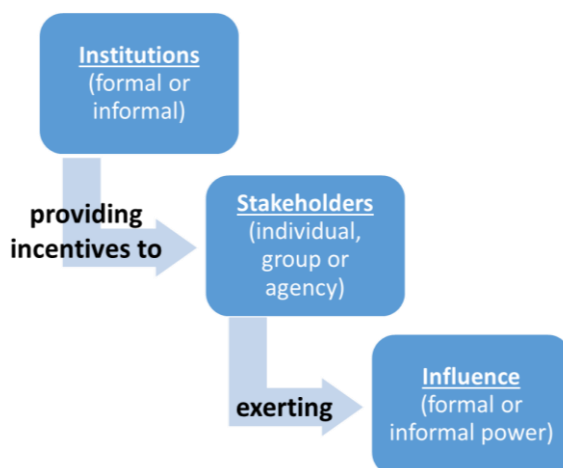 Institutions
(formal or
informal)
providing
incentives to
Stakeholders
(individual,
group or
agency)
exerting
Influence
(formal or
informal power)